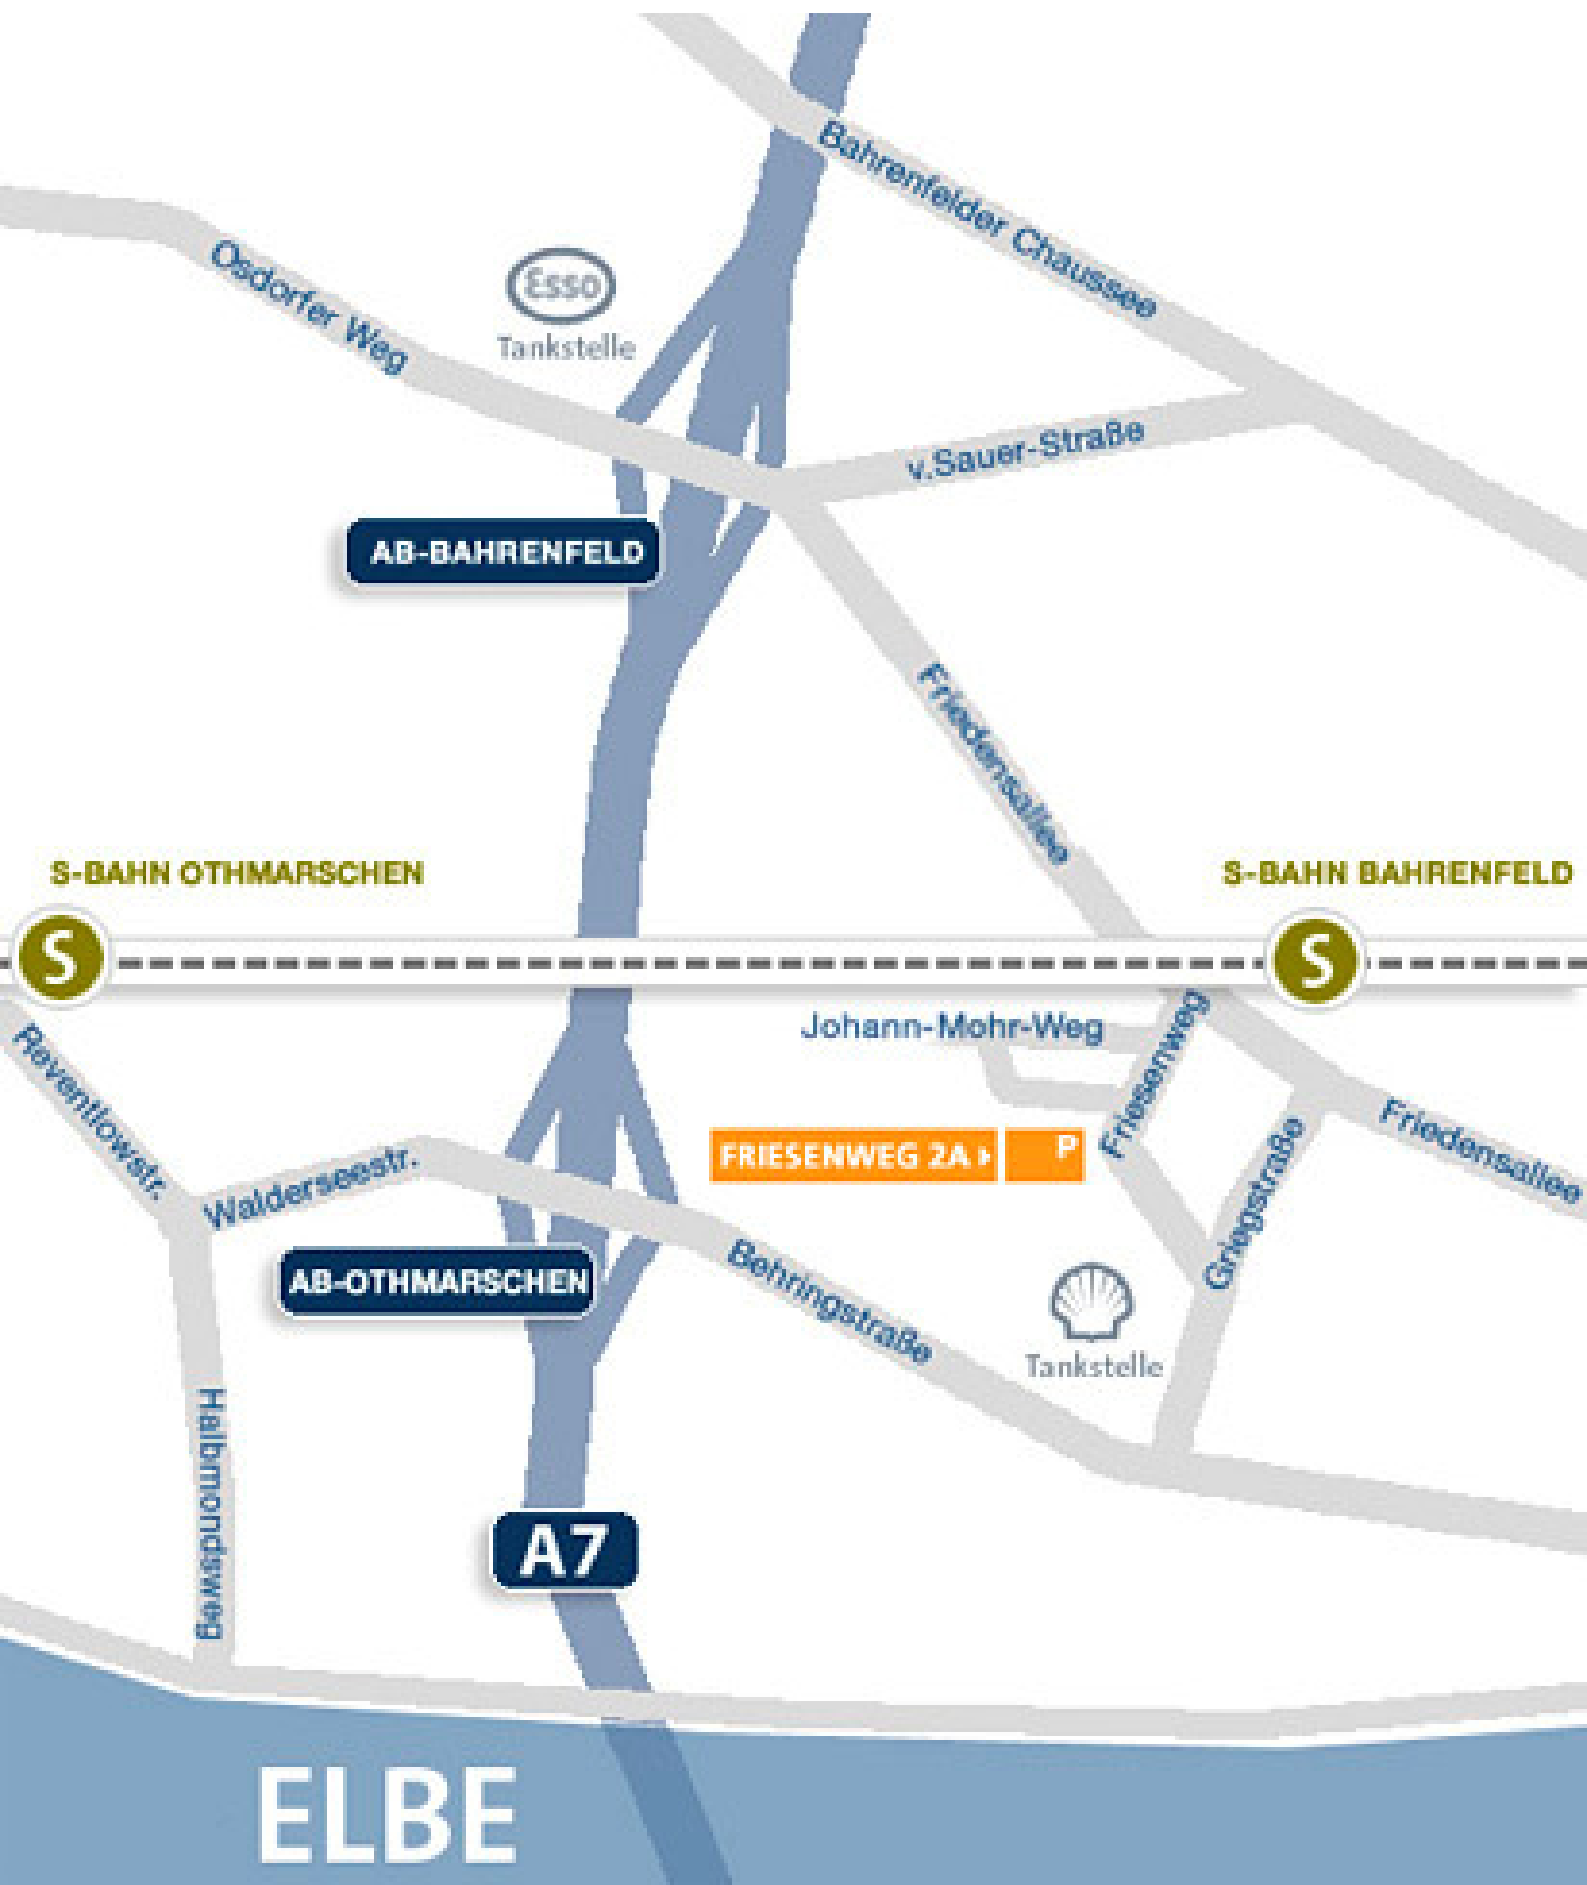 Bahrenfelder Chaussee
Osdorfer Weg
Esso
Tankstelle
v.Sauer-Straße
AB-BAHRENFELD
Friedensallee
S-BAHN OTHMARSCHEN
S-BAHN BAHRENFELD
S
S
Johann-Mohr-Weg
Friesenweg
Reventlowstr.
Friedensallee
FRIESENWEG 2A
P
Walderseestr.
Griegstraße
Behringstraße
AB-OTHMARSCHEN
Tankstelle
Halbmondsweg
A7
ELBE